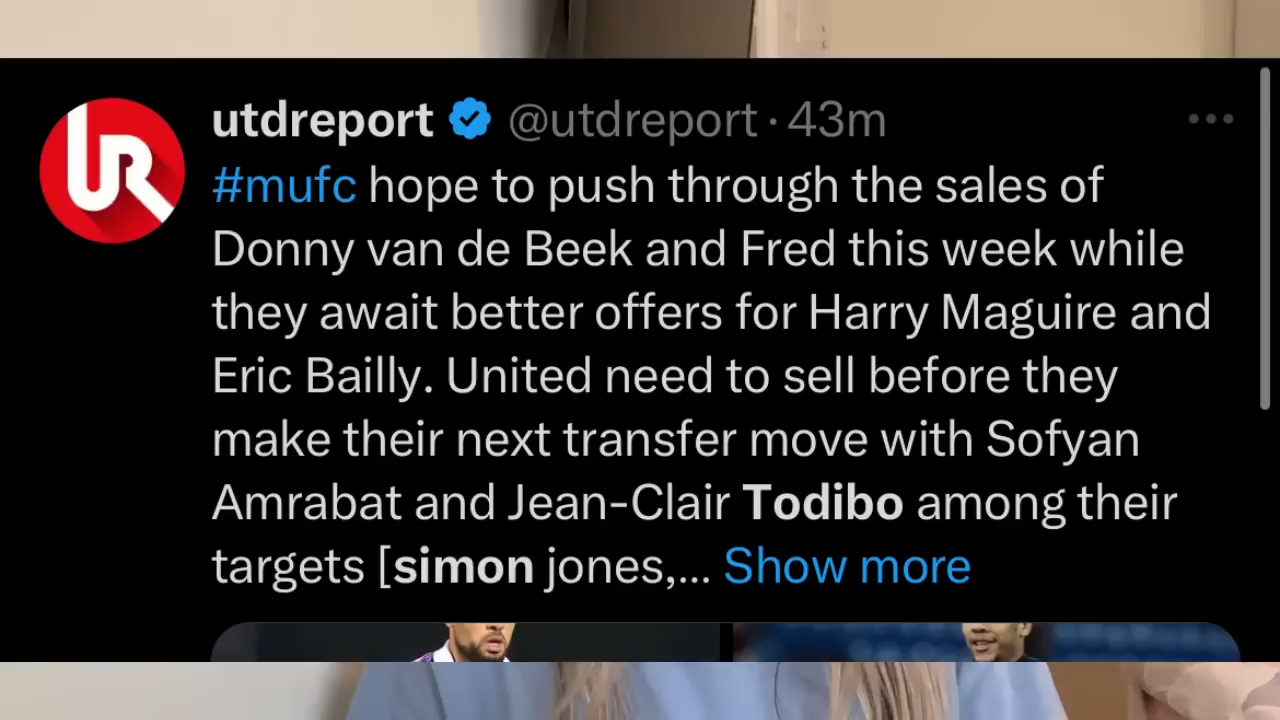 UR
utdreport @utdreport · 43m
#mufc hope to push through the sales of
Donny van de Beek and Fred this week while
they await better offers for Harry Maguire and
Eric Bailly. United need to sell before they
make their next transfer move with Sofyan
Amrabat and Jean-Clair Todibo among their
targets [simon jones,... Show more